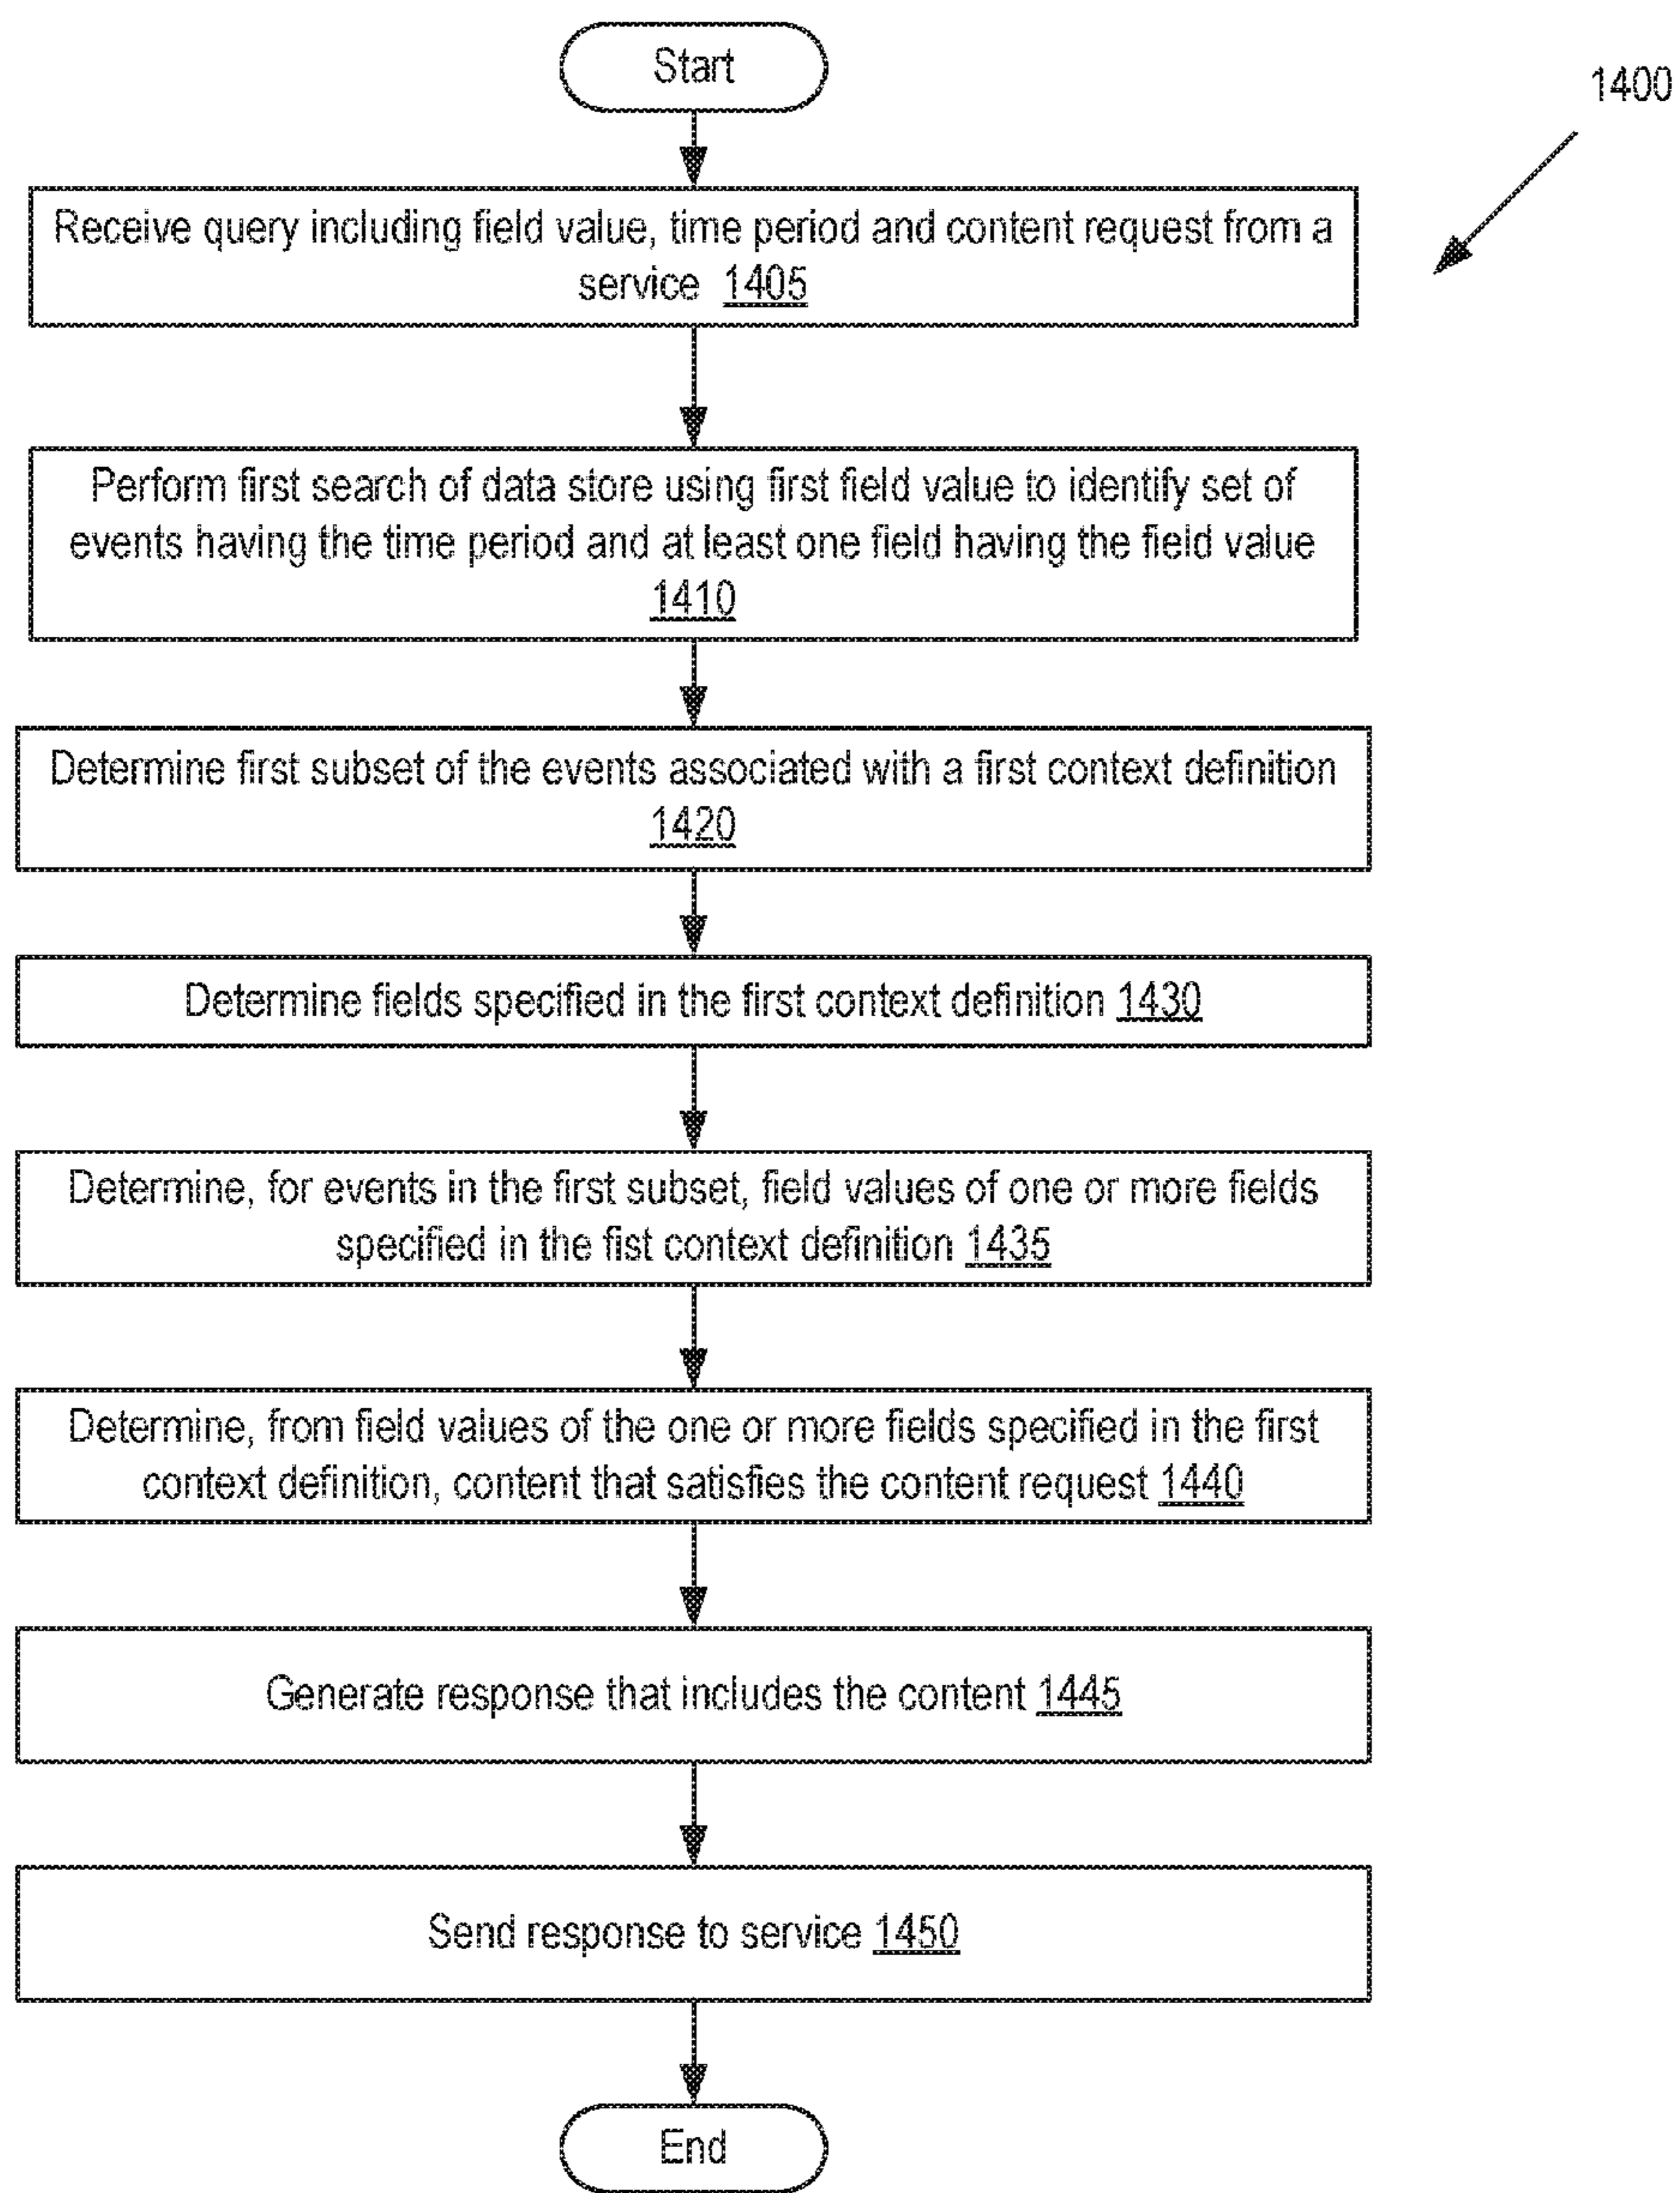 Start
1400
Receive query including field value, time period and content request from a
service 1405
Perform first search of data store using first field value to identify set of
events having the time period and at least one field having the field value
1410
Determine first subset of the events associated with a first context definition
1420
Determine fields specified in the first context definition 1430
Determine, for events in the first subset, field values of one or more fields
specified in the fist context definition 1435
Determine, from field values of the one or more fields specified in the first
context definition, content that satisfies the content request 1440
Generate response that includes the content 1445
Send response to service 1450
End